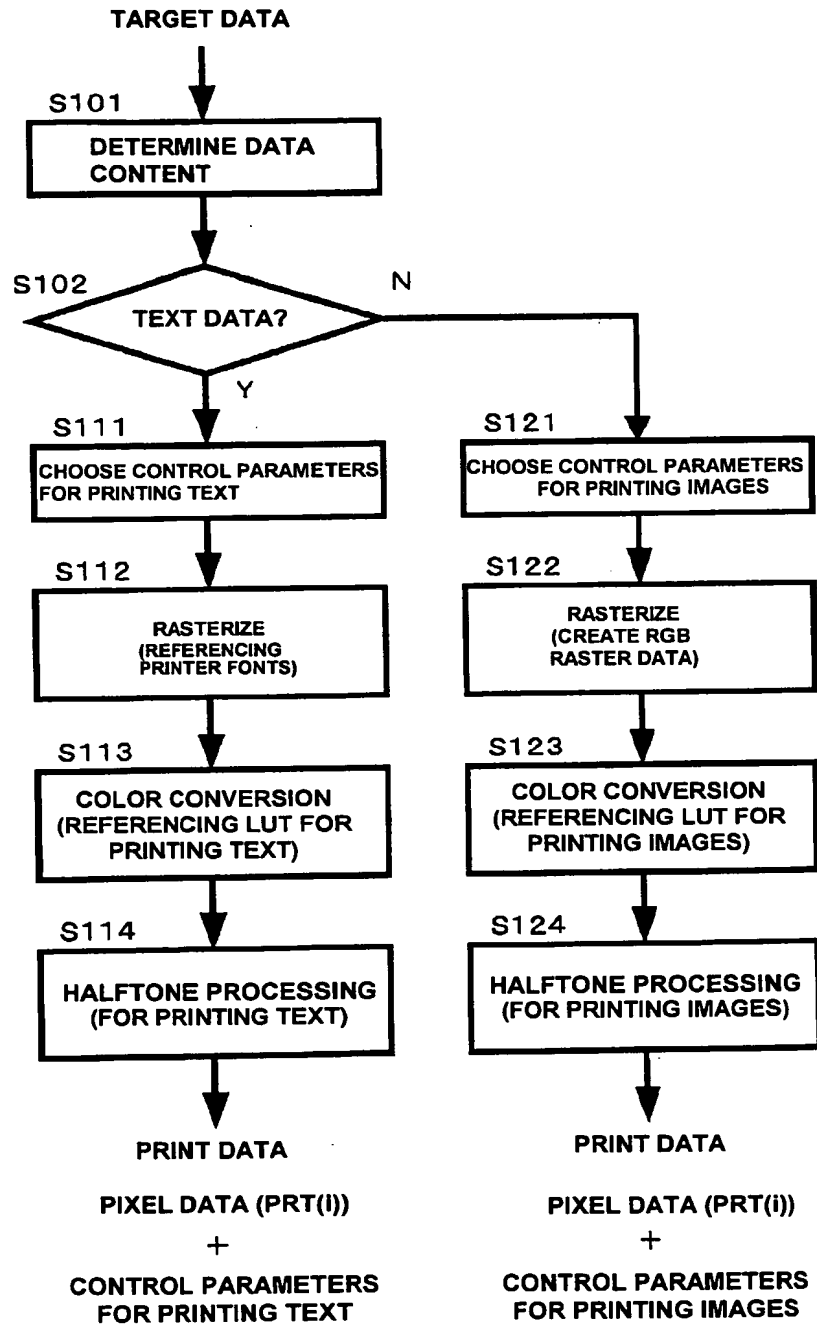 TARGET DATA
S101
DETERMINE DATA
CONTENT
S102
TEXT DATA?
N
Y
S111
CHOOSE CONTROL PARAMETERS
FOR PRINTING TEXT
S112
RASTERIZE
(REFERENCING
PRINTER FONTS)
S113
COLOR CONVERSION
(REFERENCING LUT FOR
PRINTING TEXT)
S114
HALFTONE PROCESSING
(FOR PRINTING TEXT)
PRINT DATA
PIXEL DATA (PRT(i))
+
CONTROL PARAMETERS
FOR PRINTING TEXT
S121
CHOOSE CONTROL PARAMETERS
FOR PRINTING IMAGES
S122
RASTERIZE
(CREATE RGB
RASTER DATA)
S123
COLOR CONVERSION
(REFERENCING LUT FOR
PRINTING IMAGES)
S124
HALFTONE PROCESSING
(FOR PRINTING IMAGES)
PRINT DATA
PIXEL DATA (PRT(i))
+
CONTROL PARAMETERS
FOR PRINTING IMAGES